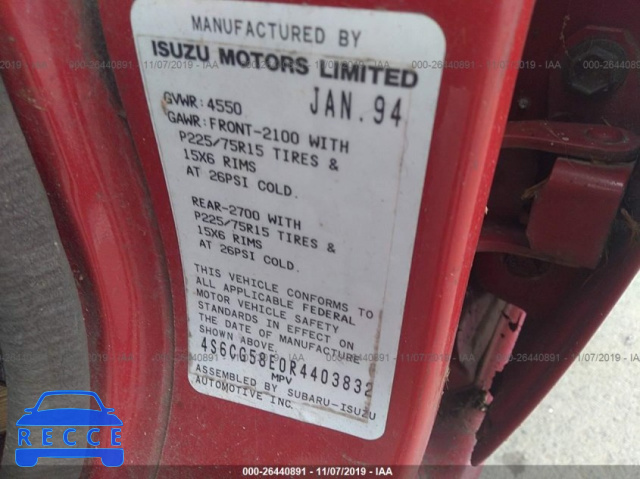 MANUFACTURED BY
ISUZU MOTORS LIMITED
GVWR:4550 JAN.94
GAWR:FRONT-2100 WITH
P225/75R15 TIRES &
15X6 RIMS
AT 26PSI COLD.
REAR-2700 WITH
P225/75R15 TIRES &
15X6 RIMS
AT 26PSI COLD.
THIS VEHICLE CONFORMS TO
ALL APPLICABLE FEDERAL
MOTOR VEHICLE SAFETY
STANDARDS IN EFFECT ON
THE DATE OF MANUFACTURE
SHOWN ABOVE.
4S6CG58E0R4403832
MPV
ASSEMBLED BY SUBARU-ISUZU
AUTOMOTIVE INC.
000-26440891 - 11/07/2019 - IAA
RECCE